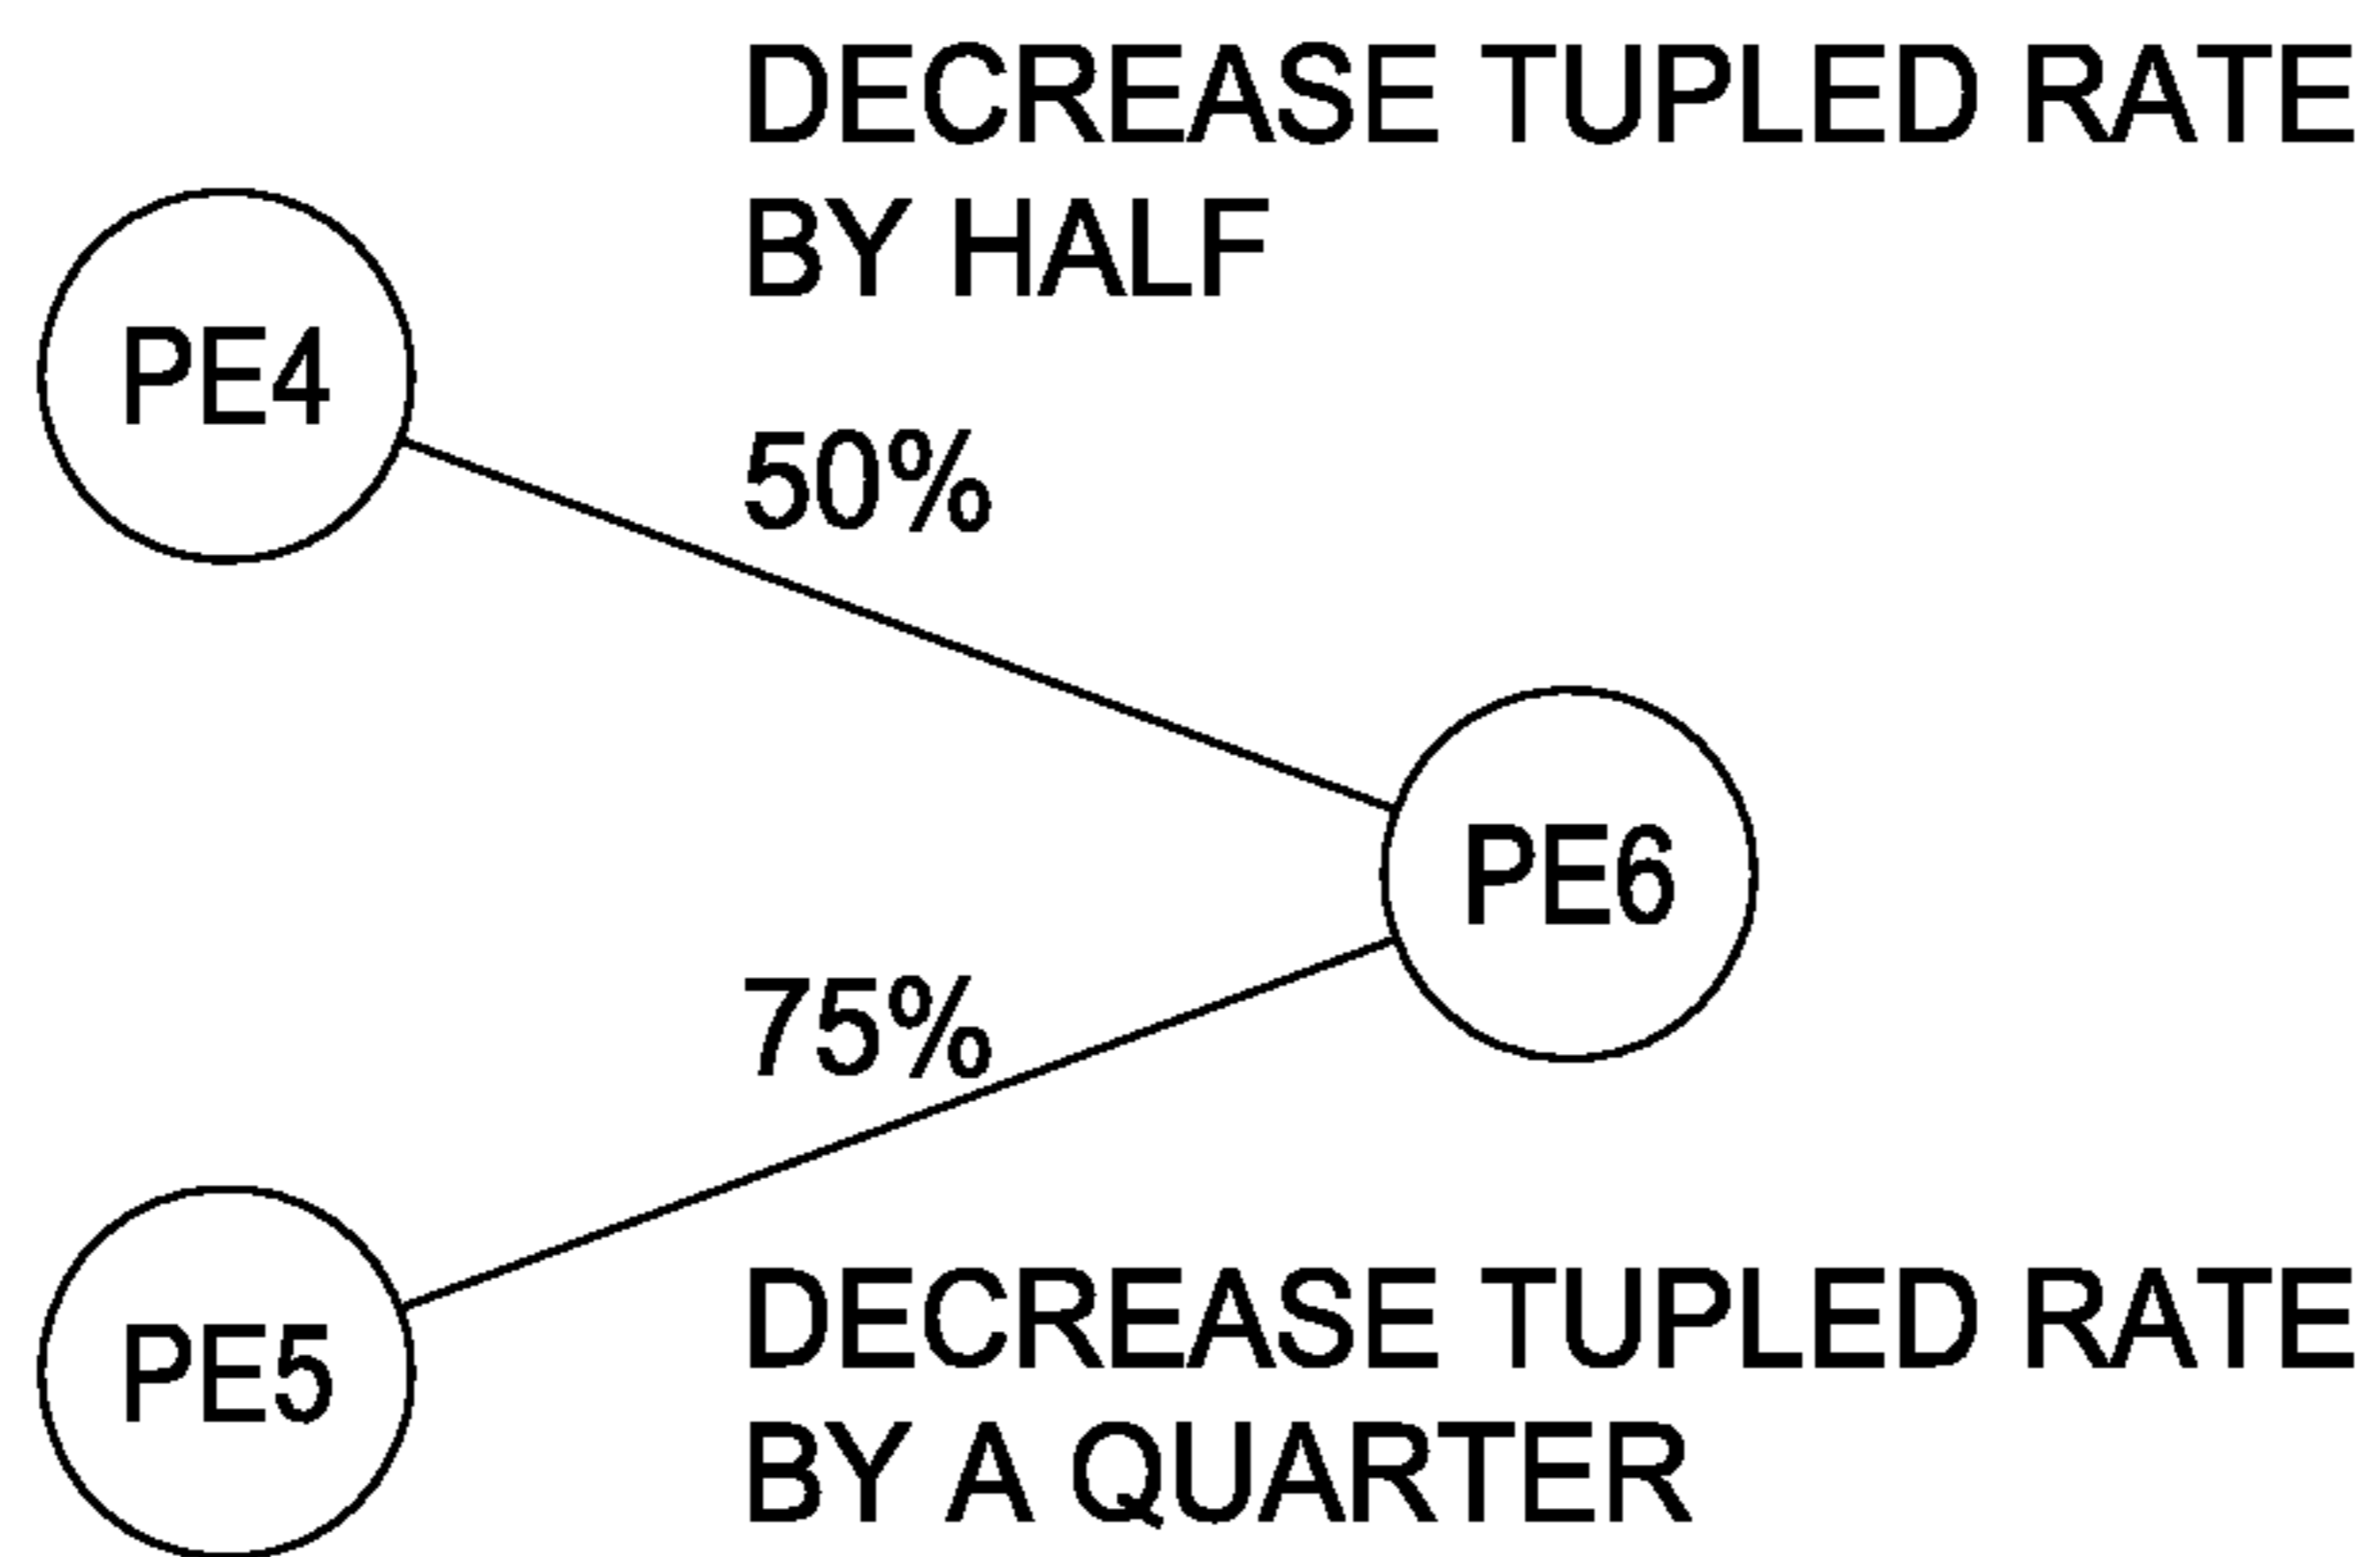 DECREASE TUPLED RATE
BY HALF
PE4
50%
PE6
75%
PE5
DECREASE TUPLED RATE
BY A QUARTER